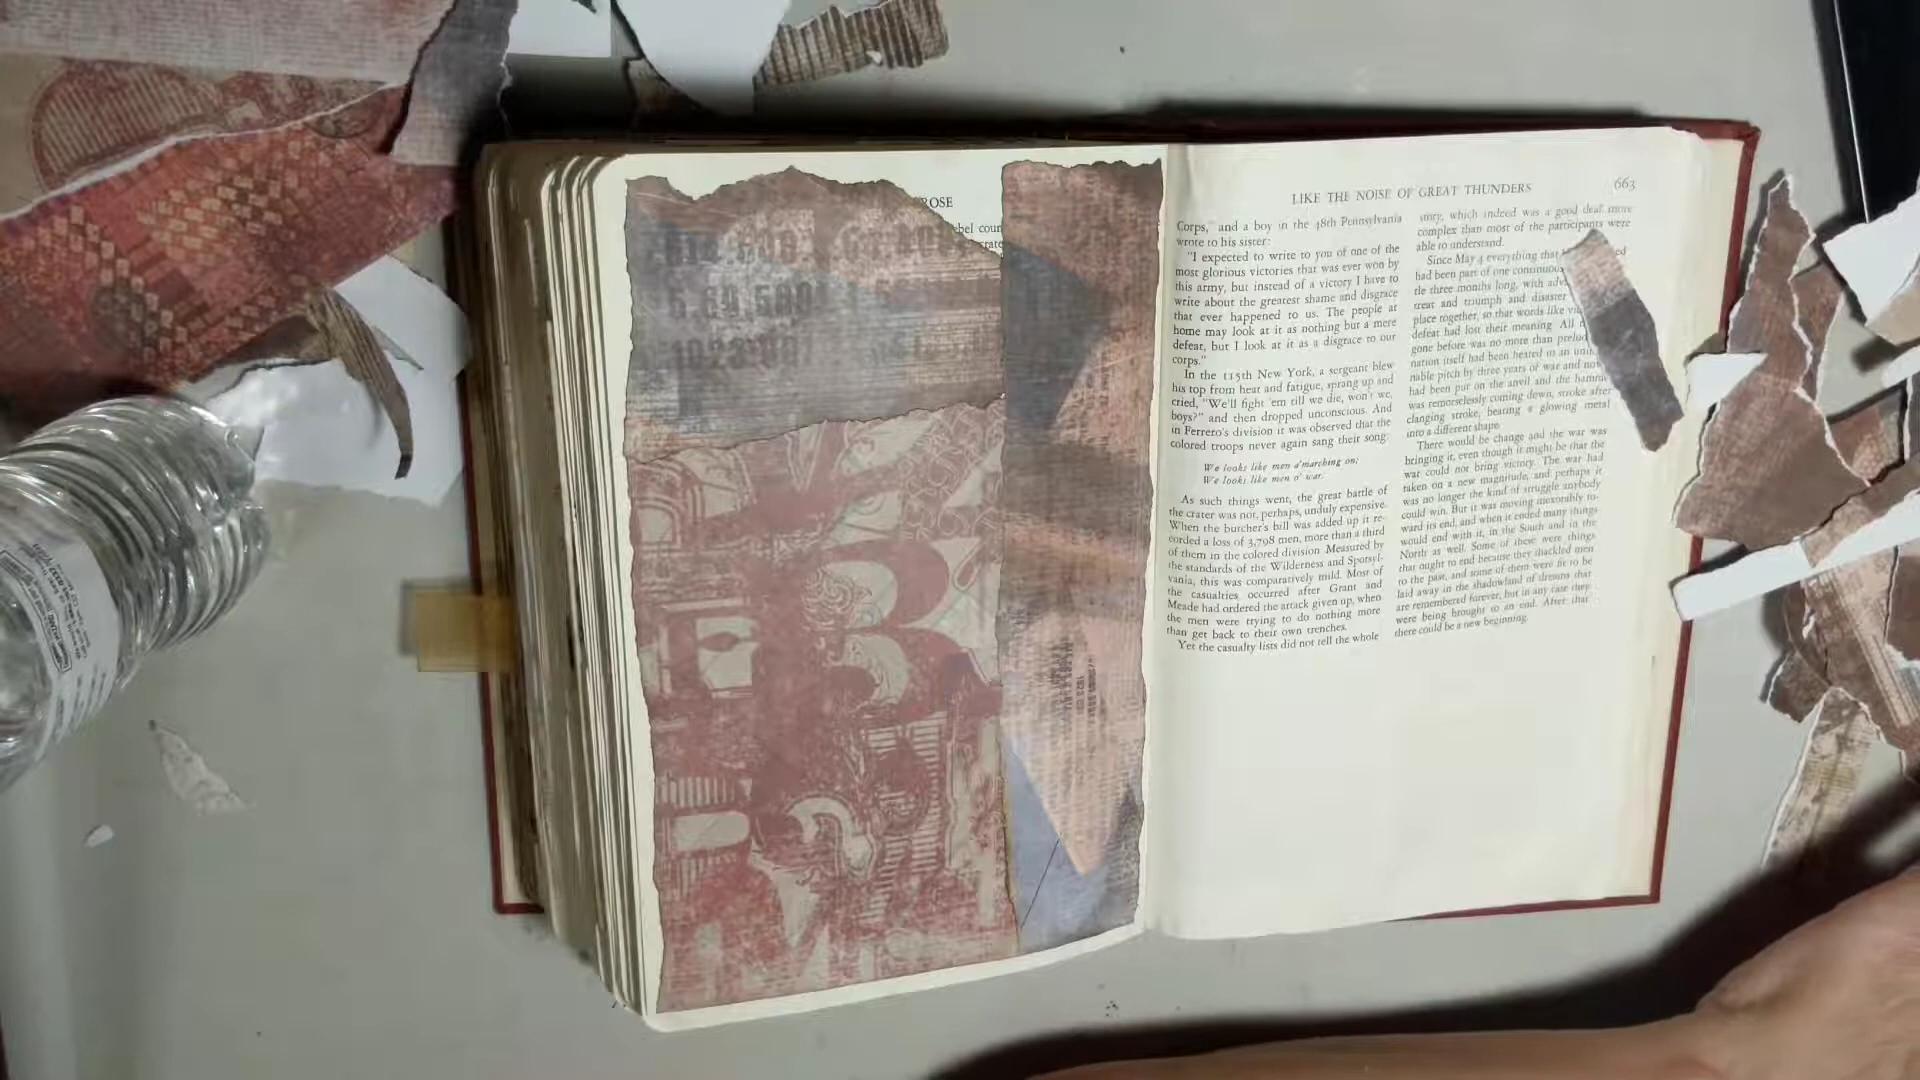 ROSE
ebel coun
LIKE THE NOISE OF GREAT THUNDERS
663
Corps," and a boy in the 48th Pennsylvania
wrote to his sister:
"I expected to write to you of one of the
most glorious victories that was ever won by
this army, but instead of a victory I have to
write about the greatest shame and disgrace
that ever happened to us. The people at
home may look at it as nothing but a mere
defeat, but I look at it as a disgrace to our
corps."
In the 115th New York, a sergeant blew
his top from heat and fatigue, sprang up and
cried, "We'll fight 'em till we die, won't we,
boys?" and then dropped unconscious. And
in Ferrero's division it was observed that the
colored troops never again sang their song:
We looks like men a'marching on;
We looks like men o' war.
As such things went, the great battle of
the crater was not, perhaps, unduly expensive.
When the butcher's bill was added up it re-
corded a loss of 3,798 men, more than a third
of them in the colored division. Measured by
the standards of the Wilderness and Spotsyl-
vania, this was comparatively mild. Most of
the casualties occurred after Grant and
Meade had ordered the attack given up, when
the men were trying to do nothing more
than get back to their own trenches.
Yet the casualty lists did not tell the whole
story, which indeed was a good deal more
complex than most of the participants were
able to understand.
Since May 4 everything that
had been part of one continuous
tle three months long, with adv
treat and triumph and disaster
place together, so that words like vic
defeat had lost their meaning. All
gone before was no more than prelud
nation itself had been heated to an
nable pitch by three years of war and now
had been put on the anvil and the hammer
was remorselessly coming down, stroke after
clanging stroke, beating a glowing metal
into a different shape.
There would be change and the war was
bringing it, even though it might be that the
war could not bring victory. The war had
taken on a new magnitude, and perhaps it
was no longer the kind of struggle anybody
could win. But it was moving inexorably to-
ward its end, and when it ended many things
would end with it, in the South and in the
North as well. Some of these were things
that ought to end because they shackled men
to the past, and some of them were fit to be
laid away in the shadowland of dreams that
are remembered forever, but in any case they
were being brought to an end. After that
there could be a new beginning.